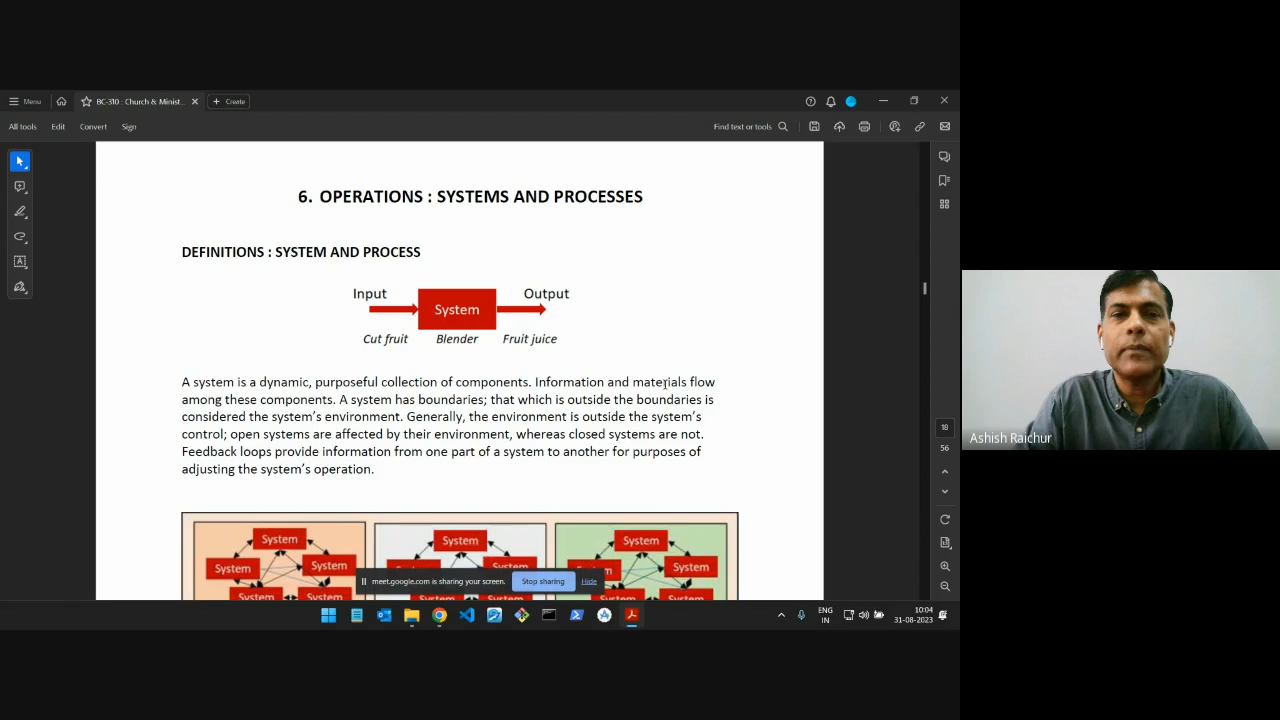 Menu
BC-310 : Church & Minist...
Create
All tools
Edit
Convert
Sign
Find text or tools
6. OPERATIONS : SYSTEMS AND PROCESSES
DEFINITIONS : SYSTEM AND PROCESS
Input
System
Output
Cut fruit
Blender
Fruit juice
A system is a dynamic, purposeful collection of components. Information and materials flow
among these components. A system has boundaries; that which is outside the boundaries is
considered the system's environment. Generally, the environment is outside the system's
control; open systems are affected by their environment, whereas closed systems are not.
Feedback loops provide information from one part of a system to another for purposes of
adjusting the system's operation.
System
System
System
System
System
System
System
meet.google.com is sharing your screen.
Stop sharing
Hide
18
56
ENG
IN
10:04
31-08-2023
Ashish Raichur